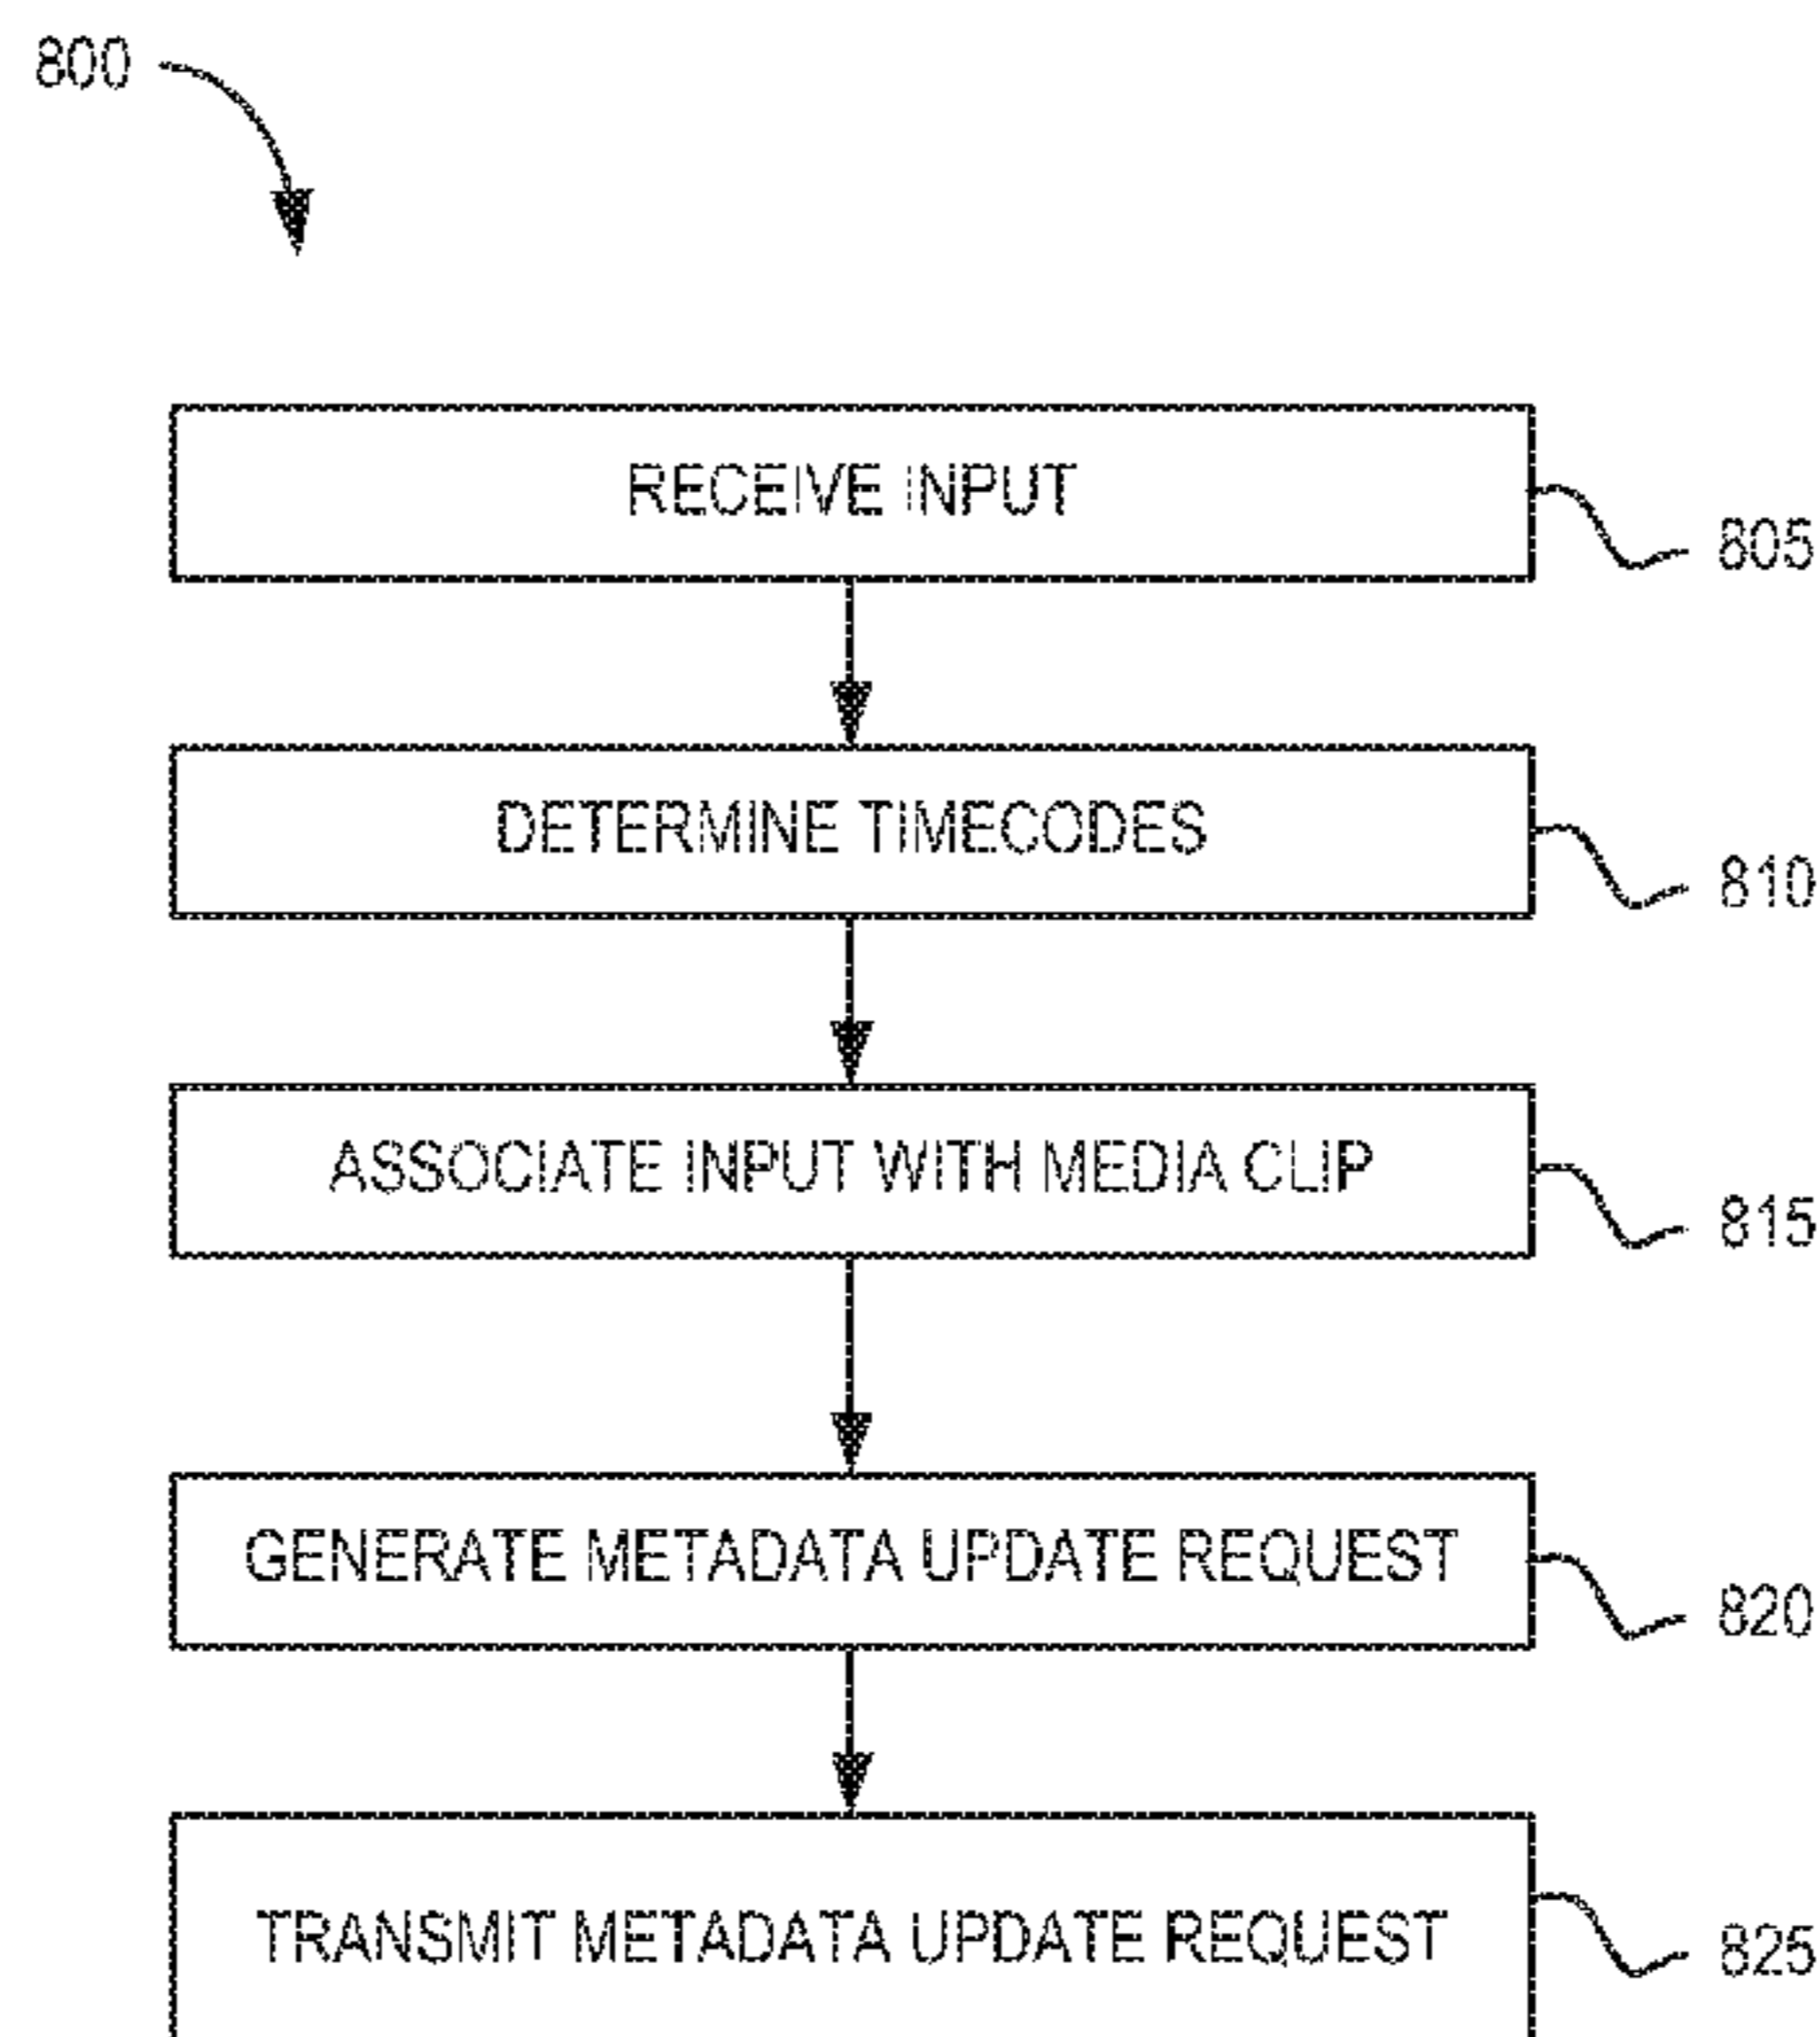 800
RECEIVE INPUT
805
DETERMINE TIMECODES
810
ASSOCIATE INPUT WITH MEDIA CLIP
815
GENERATE METADATA UPDATE REQUEST
820
TRANSMIT METADATA UPDATE REQUEST
825